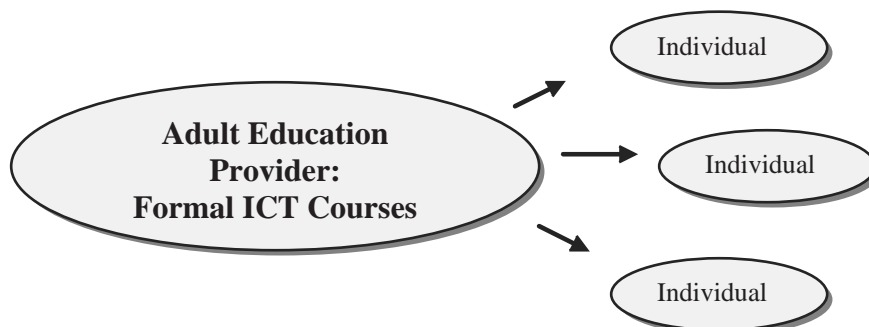 Individual
Adult Education
Provider:
Formal ICT Courses
Individual
Individual